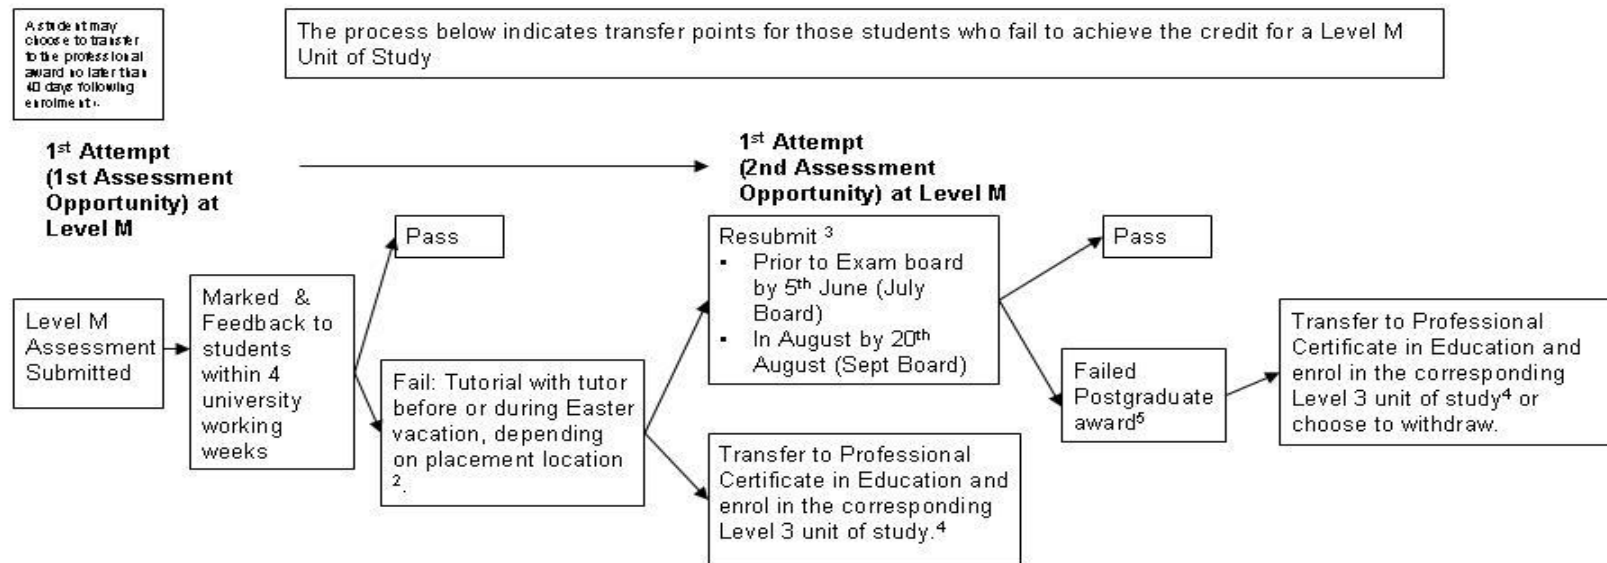 A student may
choose to transfer
to the professional
award no later than
40 days following
enrolment
The process below indicates transfer points for those students who fail to achieve the credit for a Level M
Unit of Study
1st Attempt
(1st Assessment
Opportunity) at
Level M
1st Attempt
(2nd Assessment
Opportunity) at Level M
Level M
Assessment
Submitted
Marked & 
Feedback to
students
within 4
university
working
weeks
Pass
Fail: Tutorial with tutor
before or during Easter
vacation, depending
on placement location
2.
Resubmit 3
▪ Prior to Exam board
by 5th June (July
Board)
▪ In August by 20th
August (Sept Board)
Transfer to Professional
Certificate in Education and
enrol in the corresponding
Level 3 unit of study.4
Pass
Failed
Postgraduate
award5
Transfer to Professional
Certificate in Education and
enrol in the corresponding
Level 3 unit of study4 or
choose to withdraw.